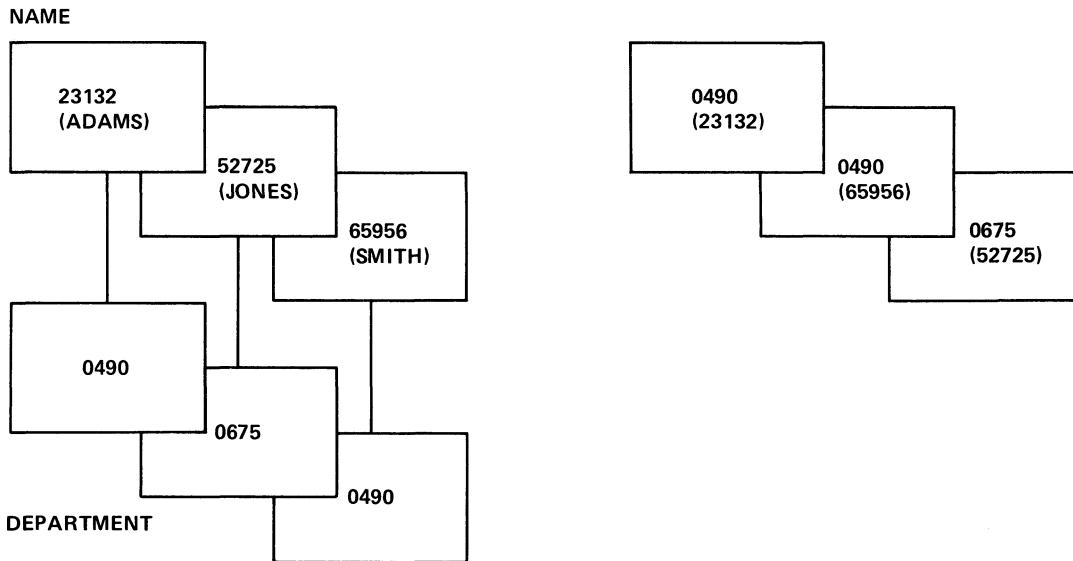 NAME
23132
(ADAMS)
52725
(JONES)
65956
(SMITH)
0490
0675
0490
DEPARTMENT
0490
(23132)
0490
(65956)
0675
(52725)